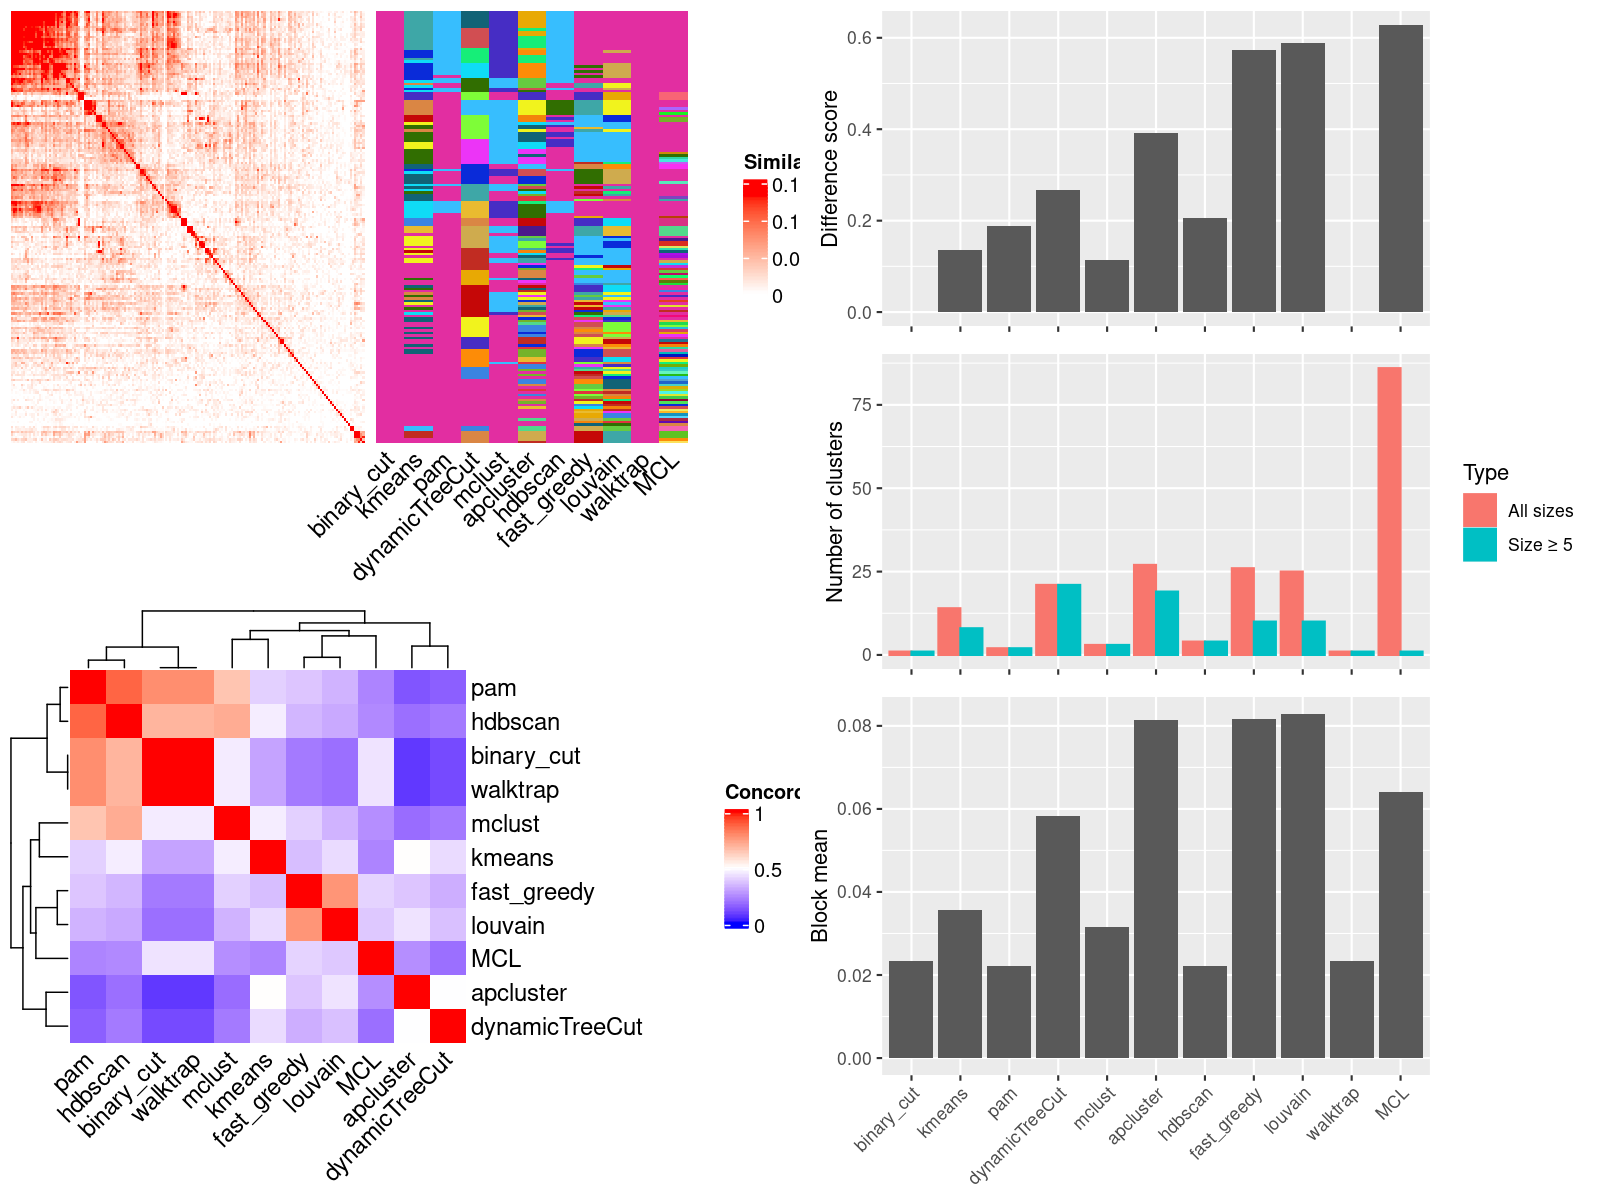 Simila
0.1
0.1
0.0
0
binary_cut
kmeans
pam
dynamicTreeCut
mclust
apcluster
hdbscan
fast_greedy
louvain
walktrap
MCL
pam
hdbscan
binary_cut
walktrap
mclust
kmeans
fast_greedy
louvain
MCL
apcluster
dynamicTreeCut
pam
hdbscan
binary_cut
walktrap
mclust
kmeans
fast_greedy
louvain
MCL
apcluster
dynamicTreeCut
Concord
1
0.5
0
Difference score
0.6
0.4
0.2
0.0
Number of clusters
75
50
25
0
Type
All sizes
Size ≥ 5
Block mean
0.08
0.06
0.04
0.02
0.00
binary_cut
kmeans
pam
dynamicTreeCut
mclust
apcluster
hdbscan
fast_greedy
louvain
walktrap
MCL